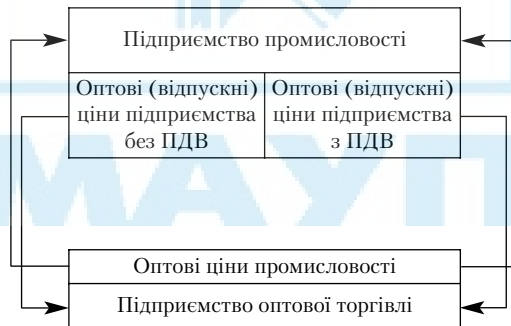 Підприємство промисловості
Оптові (відпускні)
ціни підприємства
без ПДВ
Оптові (відпускні)
ціни підприємства
з ПДВ
МАУП
Оптові ціни промисловості
Підприємство оптової торгівлі